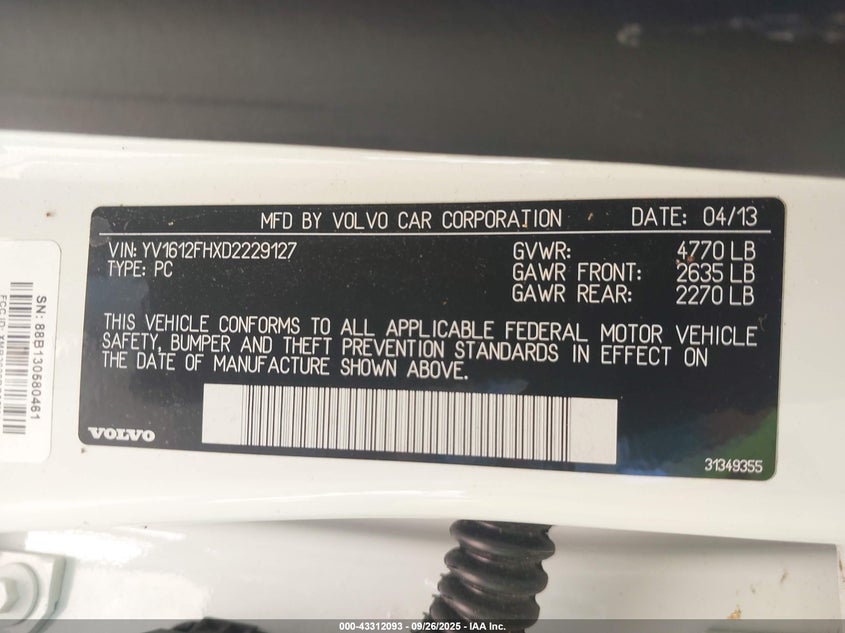 MFD BY VOLVO CAR CORPORATION DATE: 04/13
VIN: YV1612FHXD2229127 GVWR: 4770 LB
TYPE: PC GAWR FRONT: 2635 LB
GAWR REAR: 2270 LB
THIS VEHICLE CONFORMS TO ALL APPLICABLE FEDERAL MOTOR VEHICLE
SAFETY, BUMPER AND THEFT PREVENTION STANDARDS IN EFFECT ON
THE DATE OF MANUFACTURE SHOWN ABOVE.
VOLVO
31349355
SN: 88B130580461
FCC ID:
000-43312093 - 09/26/2025 - IAA Inc.